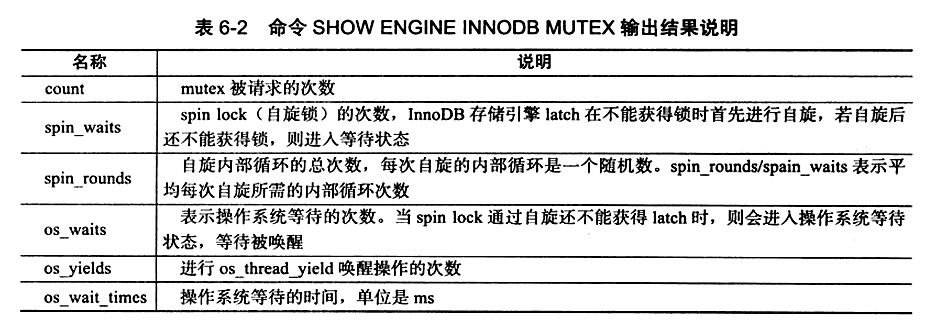 表 6-2 命令 SHOW ENGINE INNODB MUTEX 输出结果说明
名称 说明
count mutex 被请求的次数
spin_waits spin lock（自旋锁）的次数，InnoDB 存储引擎 latch 在不能获得锁时首先进行自旋，若自旋后
还不能获得锁，则进入等待状态
spin_rounds 自旋内部循环的总次数，每次自旋的内部循环是一个随机数。spin_rounds/spain_waits 表示平
均每次自旋所需的内部循环次数
os_waits 表示操作系统等待的次数。当 spin lock 通过自旋还不能获得 latch 时，则会进入操作系统等待
状态，等待被唤醒
os_yields 进行 os_thread_yield 唤醒操作的次数
os_wait_times 操作系统等待的时间，单位是 ms